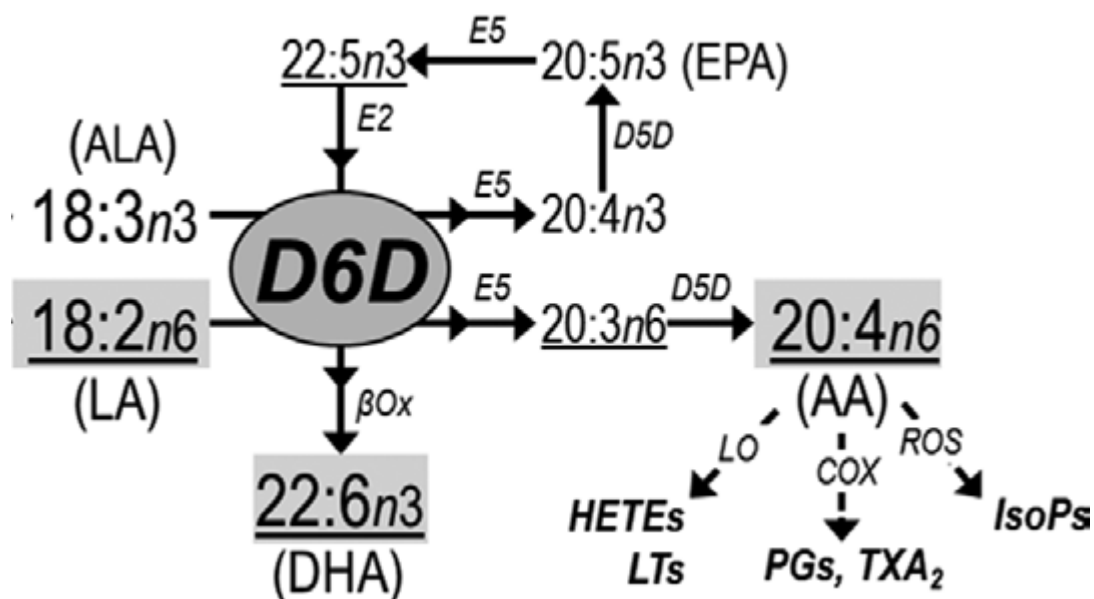 E5
22:5n3 20:5n3 (EPA)
E2 D5D
(ALA)
18:3n3 E5 20:4n3
D6D
18:2n6 E5 20:3n6 D5D 20:4n6
(LA) (AA)
βOx LO COX ROS
22:6n3 HETEs IsoPs
(DHA) LTs PGs, TXA₂